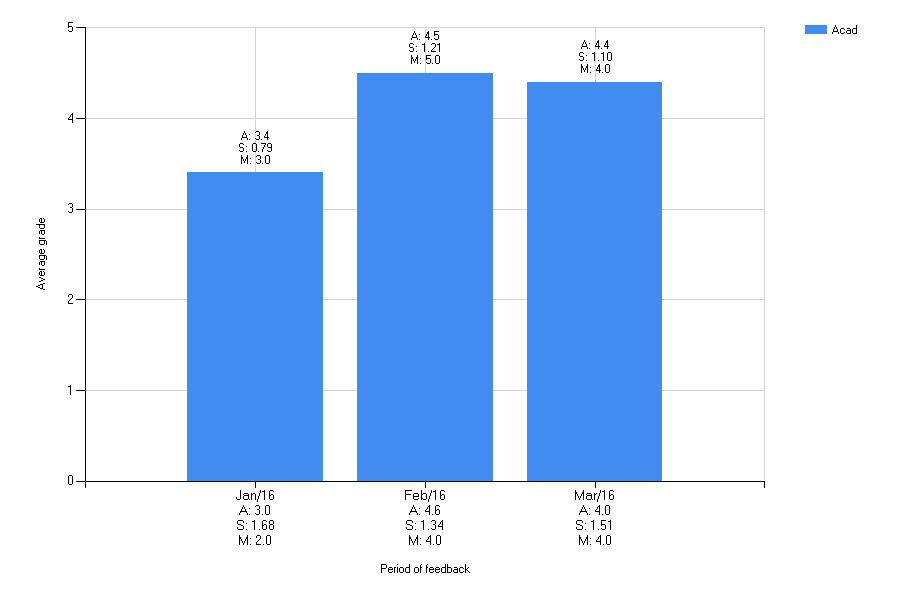 Acad
A: 4.5
S: 1.21
M: 5.0
A: 4.4
S: 1.10
M: 4.0
A: 3.4
S: 0.79
M: 3.0
5
4
3
2
1
0
Average grade
Jan/16
A: 3.0
S: 1.68
M: 2.0
Feb/16
A: 4.6
S: 1.34
M: 4.0
Mar/16
A: 4.0
S: 1.51
M: 4.0
Period of feedback